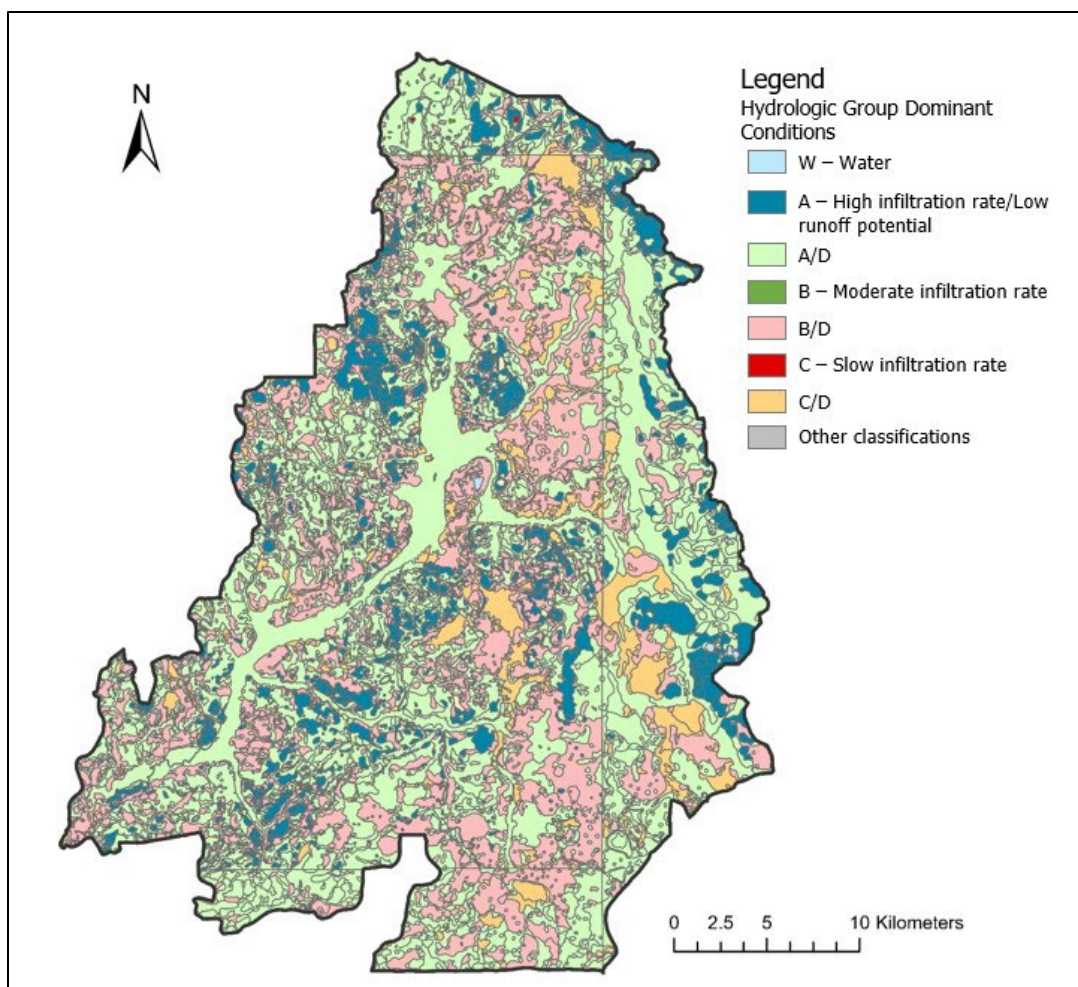 N
Legend
Hydrologic Group Dominant
Conditions
W – Water
A – High infiltration rate/Low
runoff potential
A/D
B – Moderate infiltration rate
B/D
C – Slow infiltration rate
C/D
Other classifications
0 2.5 5 10 Kilometers